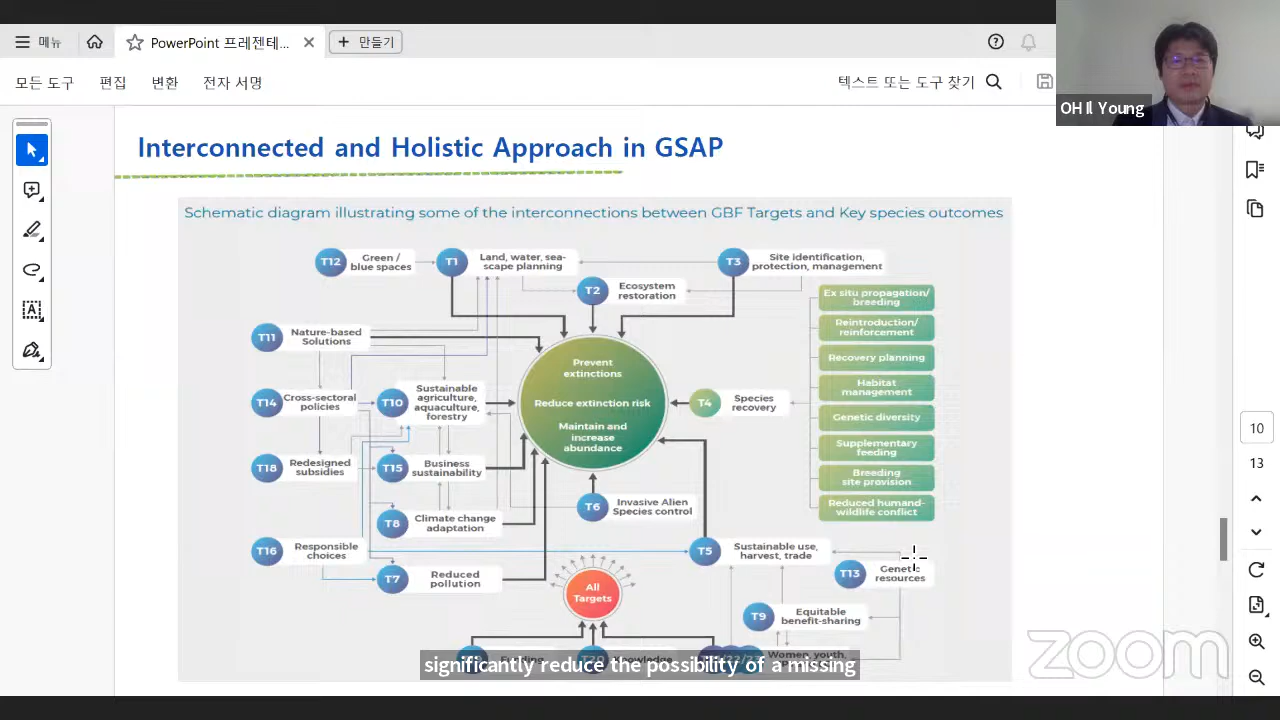 메뉴
PowerPoint 프레젠테...
만들기
모든 도구
편집
변환
전자 서명
텍스트 또는 도구 찾기
OH Il Young
Interconnected and Holistic Approach in GSAP
Schematic diagram illustrating some of the interconnections between GBF Targets and Key species outcomes
T12
Green /
blue spaces
T1
Land, water, sea-
scape planning
T3
Site identification,
protection, management
T2
Ecosystem
restoration
Ex situ propagation/
breeding
Reintroduction/
reinforcement
Recovery planning
Habitat
management
Genetic diversity
Supplementary
feeding
Breeding
site provision
Reduced human-
wildlife conflict
T11
Nature-based
Solutions
Prevent
extinctions
Reduce extinction risk
Maintain and
increase
abundance
T14
Cross-sectoral
policies
T10
Sustainable
agriculture,
aquaculture,
forestry
T4
Species
recovery
T18
Redesigned
subsidies
T15
Business
sustainability
T6
Invasive Alien
Species control
T8
Climate change
adaptation
T16
Responsible
choices
T5
Sustainable use,
harvest, trade
T7
Reduced
pollution
T13
Genetic
resources
All
Targets
T9
Equitable
benefit-sharing
Women, youth,
significantly reduce the possibility of a missing
10
13
zoom